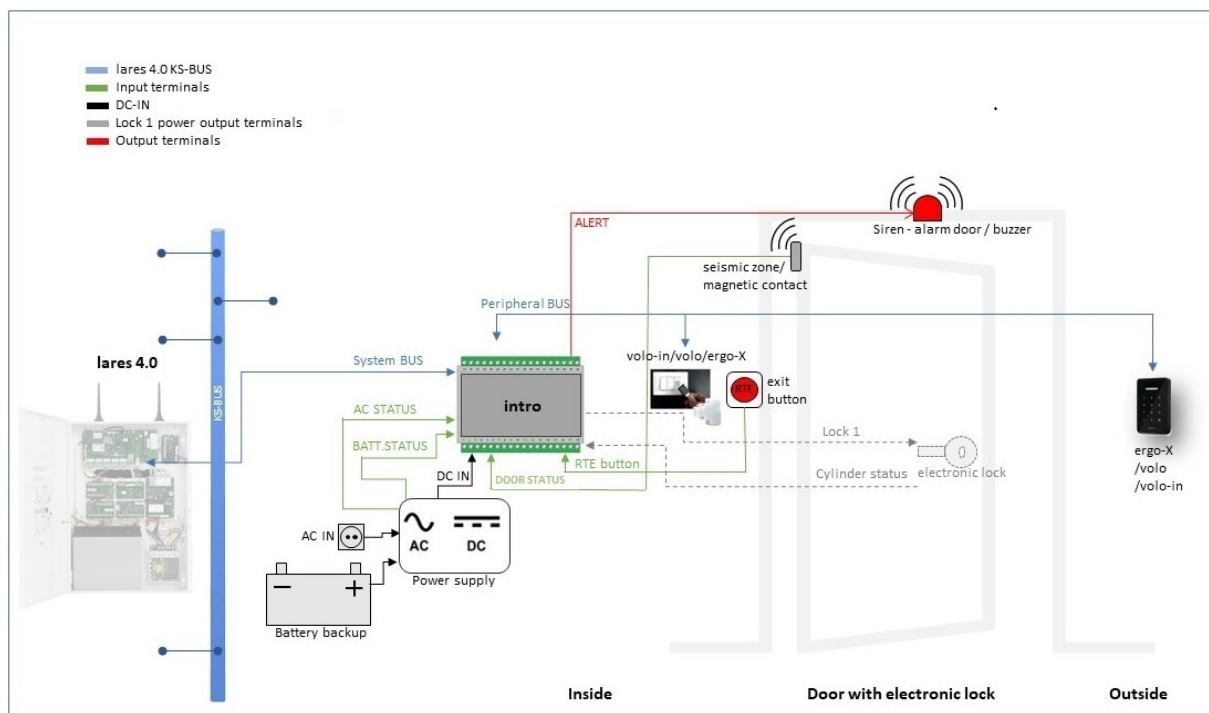 lares 4.0 KS-BUS
Input terminals
DC-IN
Lock 1 power output terminals
Output terminals
ALERT
Siren - alarm door / buzzer
seismic zone/
magnetic contact
Peripheral BUS
lares 4.0
System BUS
volo-in/volo/ergo-X
KS-BUS
intro
RTE
exit
button
AC STATUS
BATT.STATUS
Lock 1
RTE button
Cylinder status
electronic lock
DC IN
DOOR STATUS
ergo-X
/volo
/volo-in
AC IN
AC
DC
Power supply
Battery backup
Inside
Door with electronic lock
Outside